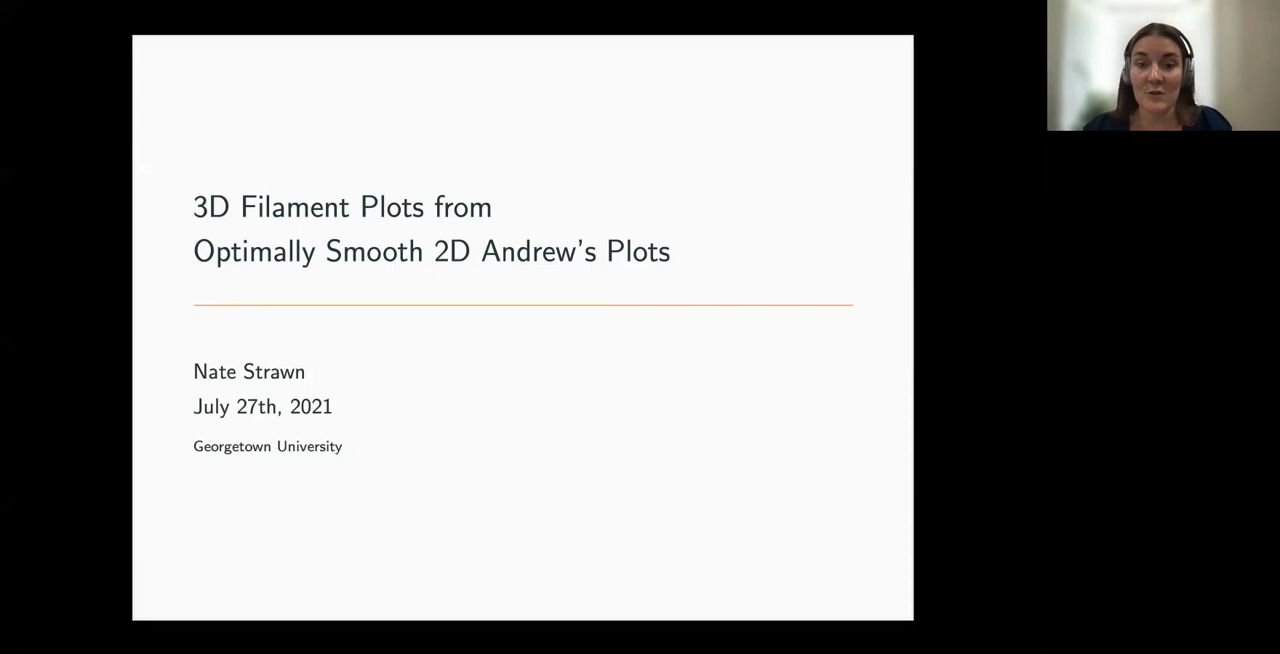 3D Filament Plots from
Optimally Smooth 2D Andrew's Plots
Nate Strawn
July 27th, 2021
Georgetown University